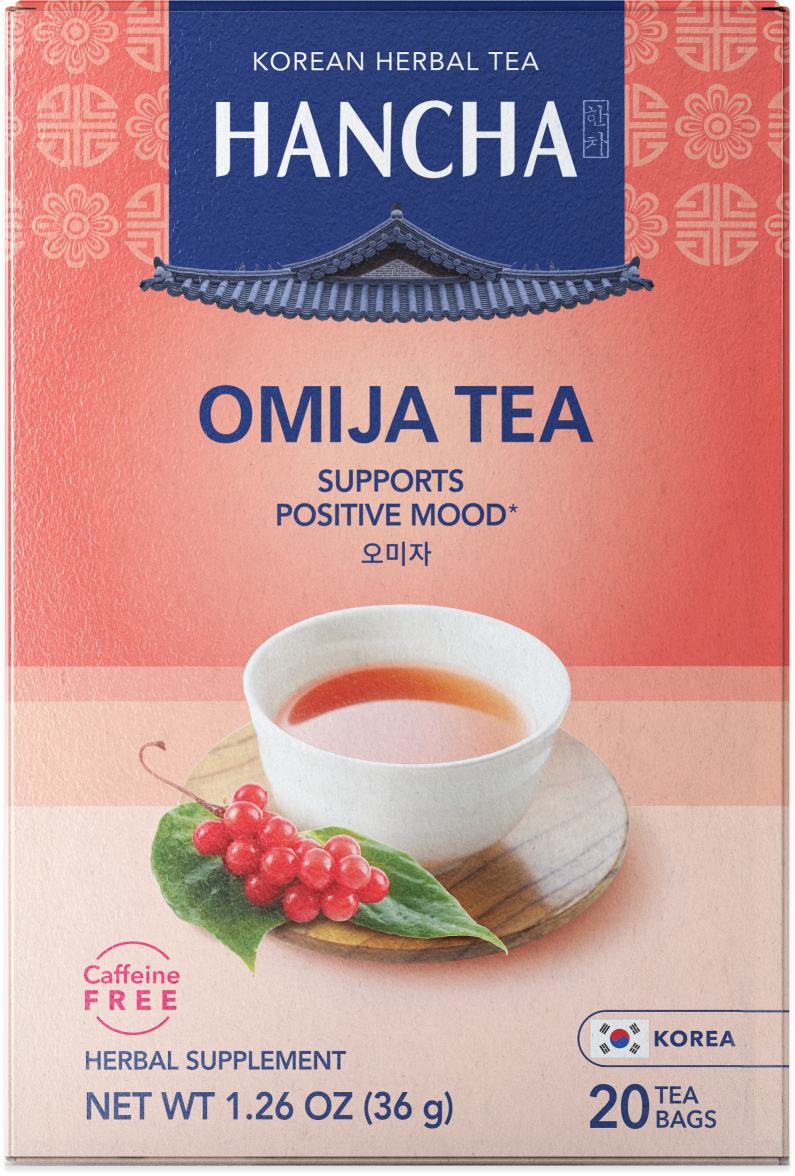 KOREAN HERBAL TEA
HANCHA
한차
OMIJA TEA
SUPPORTS
POSITIVE MOOD*
오미자
Caffeine
FREE
KOREA
HERBAL SUPPLEMENT
NET WT 1.26 OZ (36 g)
20 TEA
BAGS